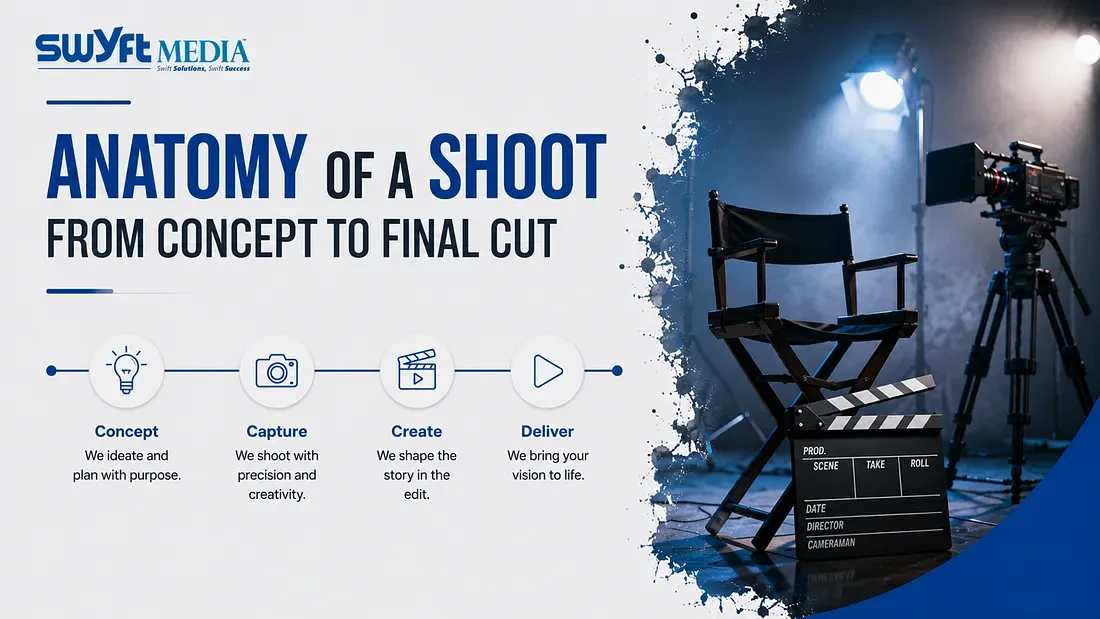 swyft MEDIA™
Swift Solutions, Swift Success
ANATOMY OF A SHOOT
FROM CONCEPT TO FINAL CUT
Concept
We ideate and
plan with purpose.
Capture
We shoot with
precision and
creativity.
Create
We shape the
story in the
edit.
Deliver
We bring your
vision to life.
PROD.
SCENE TAKE ROLL
DATE
DIRECTOR
CAMERAMAN